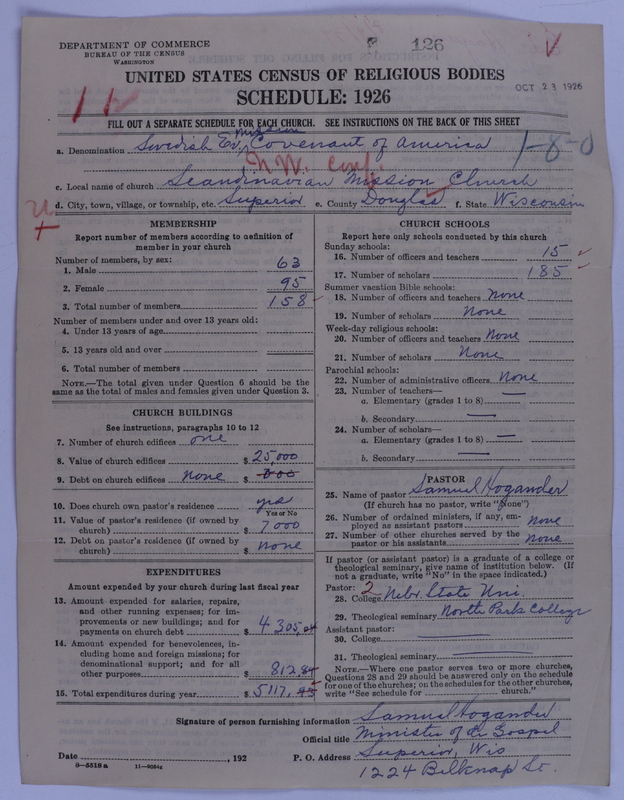 DEPARTMENT OF COMMERCE
BUREAU OF THE CENSUS
WASHINGTON
126
UNITED STATES CENSUS OF RELIGIOUS BODIES
SCHEDULE: 1926
OCT 23 1926
FILL OUT A SEPARATE SCHEDULE FOR EACH CHURCH. SEE INSTRUCTIONS ON THE BACK OF THIS SHEET
a. Denomination Swedish Ev. Mission Covenant of America
1-8-0
N.W. Conf.
c. Local name of church Scandinavian Mission Church
d. City, town, village, or township, etc. Superior e. County Douglas f. State Wisconsin
MEMBERSHIP
Report number of members according to definition of member in your church
Number of members, by sex:
1. Male 63
2. Female 95
3. Total number of members 158
Number of members under and over 13 years old:
4. Under 13 years of age
5. 13 years old and over
6. Total number of members
NOTE.—The total given under Question 6 should be the same as the total of males and females given under Question 3.
CHURCH BUILDINGS
See instructions, paragraphs 10 to 12
7. Number of church edifices one
8. Value of church edifices $ 25,000
9. Debt on church edifices none $ 000
10. Does church own pastor's residence yes
Yes or No
11. Value of pastor's residence (if owned by church) $ 7000
12. Debt on pastor's residence (if owned by church) $ none
EXPENDITURES
Amount expended by your church during last fiscal year
13. Amount expended for salaries, repairs, and other running expenses; for improvements or new buildings; and for payments on church debt $ 4305,
14. Amount expended for benevolences, including home and foreign missions; for denominational support; and for all other purposes $ 812,
15. Total expenditures during year $ 5117,
CHURCH SCHOOLS
Report here only schools conducted by this church
Sunday schools:
16. Number of officers and teachers 15
17. Number of scholars 185
Summer vacation Bible schools:
18. Number of officers and teachers None
19. Number of scholars None
Week-day religious schools:
20. Number of officers and teachers None
21. Number of scholars None
Parochial schools:
22. Number of administrative officers None
23. Number of teachers—
a. Elementary (grades 1 to 8)
b. Secondary
24. Number of scholars—
a. Elementary (grades 1 to 8)
b. Secondary
PASTOR
25. Name of pastor Samuel Hogander
(If church has no pastor, write "None")
26. Number of ordained ministers, if any, employed as assistant pastors none
27. Number of other churches served by the pastor or his assistants none
If pastor (or assistant pastor) is a graduate of a college or theological seminary, give name of institution below. (If not a graduate, write "No" in the space indicated.)
Pastor: 2
28. College Nebr. State Uni.
29. Theological seminary North Park College
Assistant pastor:
30. College
31. Theological seminary
NOTE.—Where one pastor serves two or more churches, Questions 28 and 29 should be answered only on the schedule for one of the churches; on the schedules for the other churches, write "See schedule for church."
Signature of person furnishing information Samuel Hogander
Official title Minister of the Gospel
Date , 192 P. O. Address Superior, Wis
1224 Belknap St.
8—5518a 11—9054c